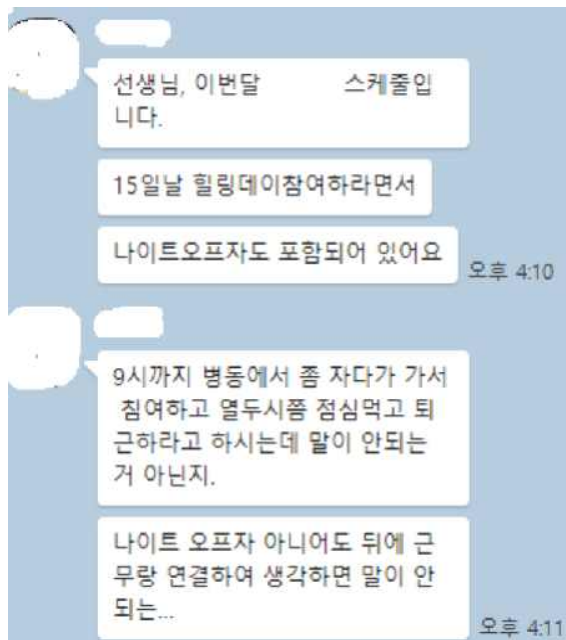 선생님, 이번달 스케줄입
니다.
15일날 힐링데이참여하라면서
나이트오프자도 포함되어 있어요
오후 4:10
9시까지 병동에서 좀 자다가 가서
침여하고 열두시쯤 점심먹고 퇴
근하라고 하시는데 말이 안되는
거 아닌지.
나이트 오프자 아니어도 뒤에 근
무랑 연결하여 생각하면 말이 안
되는...
오후 4:11